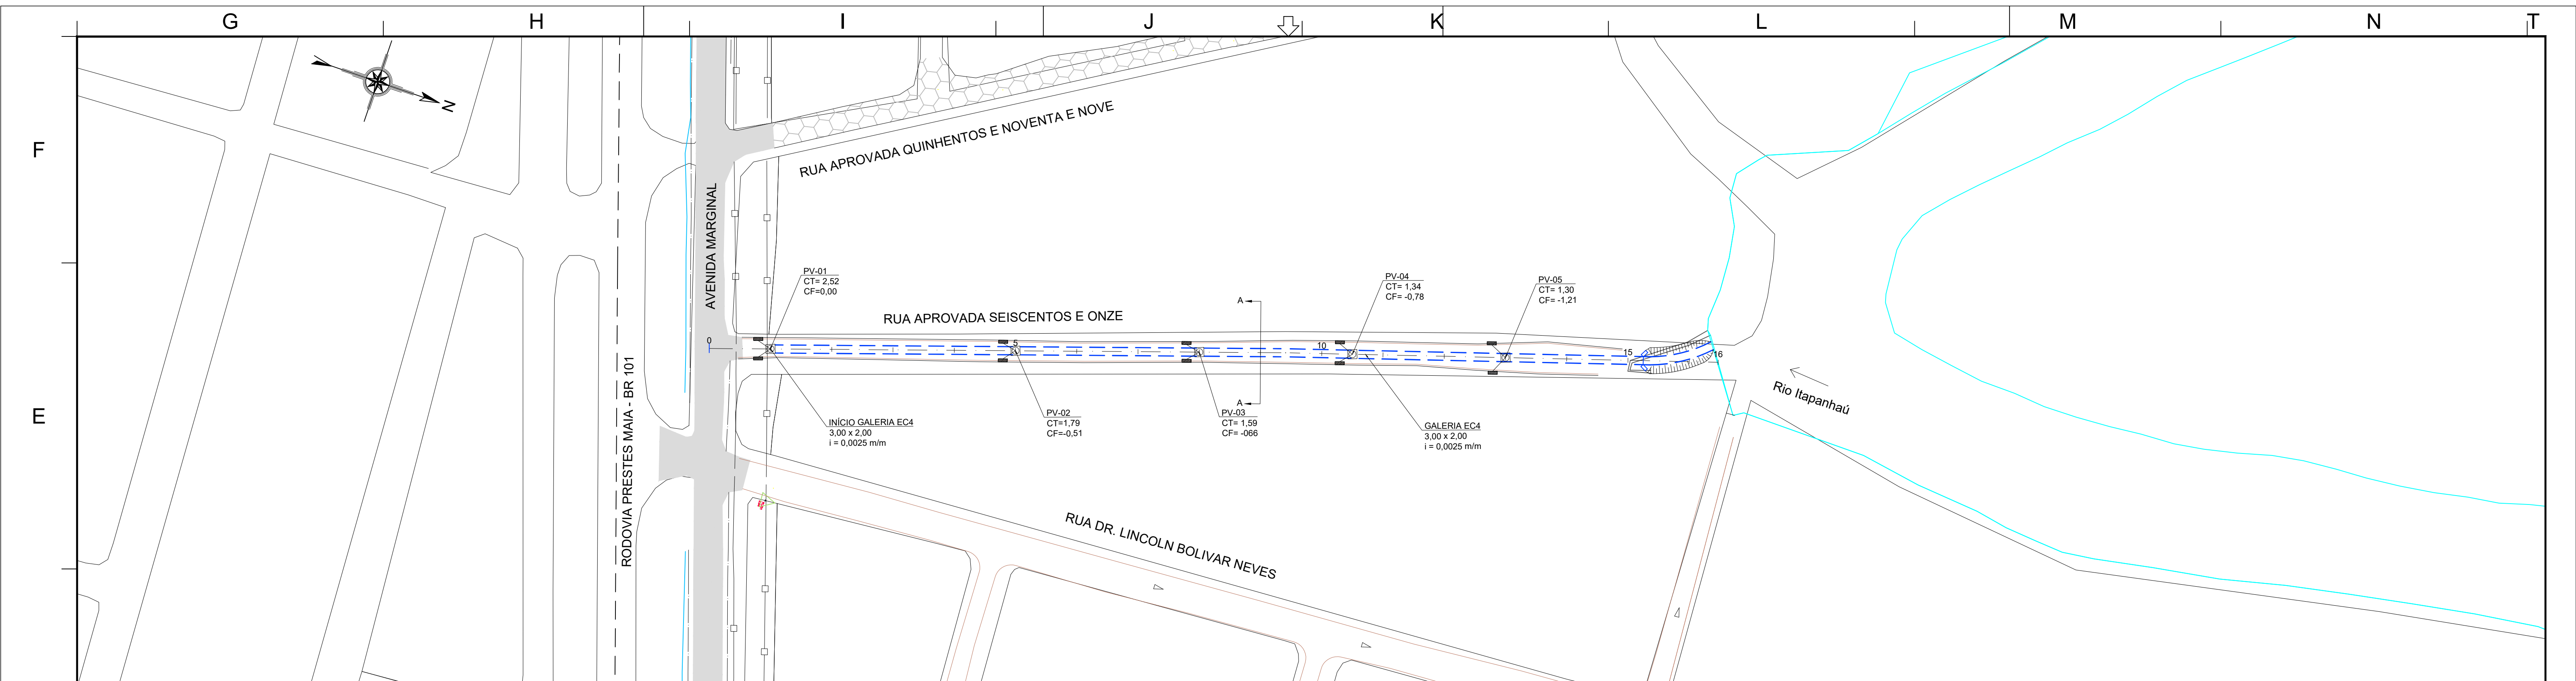 G
H
I
J
K
L
M
N
T
F
E
N
RUA APROVADA QUINHENTOS E NOVENTA E NOVE
AVENIDA MARGINAL
RODOVIA PRESTES MAIA - BR 101
PV-01
CT= 2,52
CF=0,00
RUA APROVADA SEISCENTOS E ONZE
A
PV-04
CT= 1,34
CF= -0,78
PV-05
CT= 1,30
CF= -1,21
0
5
10
15
16
A
INÍCIO GALERIA EC4
3,00 x 2,00
i = 0,0025 m/m
PV-02
CT=1,79
CF=-0,51
PV-03
CT= 1,59
CF= -066
GALERIA EC4
3,00 x 2,00
i = 0,0025 m/m
Rio Itapanhaú
RUA DR. LINCOLN BOLIVAR NEVES